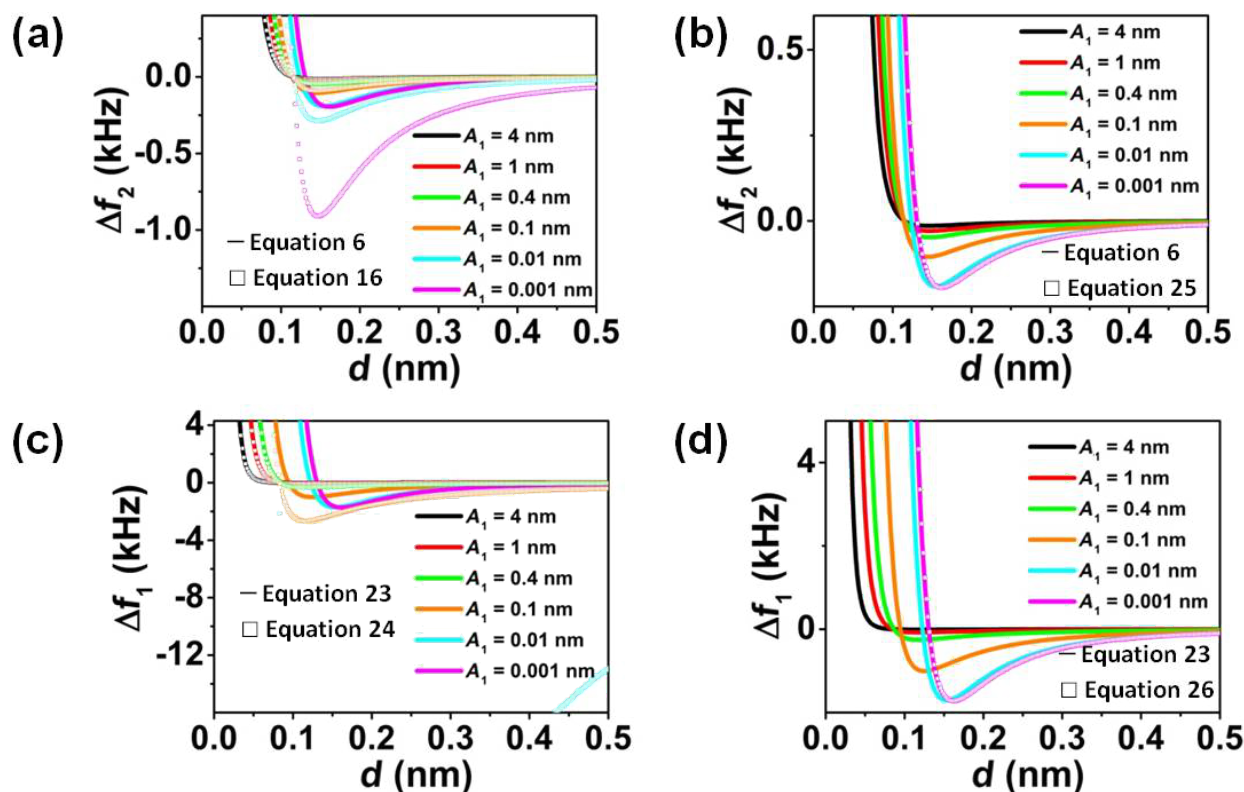 (a)
Δf₂ (kHz)
0.0
-0.5
-1.0
A₁ = 4 nm
A₁ = 1 nm
A₁ = 0.4 nm
A₁ = 0.1 nm
A₁ = 0.01 nm
A₁ = 0.001 nm
– Equation 6
□ Equation 16
0.0 0.1 0.2 0.3 0.4 0.5
d (nm)
(b)
Δf₂ (kHz)
0.5
0.0
A₁ = 4 nm
A₁ = 1 nm
A₁ = 0.4 nm
A₁ = 0.1 nm
A₁ = 0.01 nm
A₁ = 0.001 nm
– Equation 6
□ Equation 25
0.0 0.1 0.2 0.3 0.4 0.5
d (nm)
(c)
Δf₁ (kHz)
4
0
-4
-8
-12
A₁ = 4 nm
A₁ = 1 nm
A₁ = 0.4 nm
A₁ = 0.1 nm
A₁ = 0.01 nm
A₁ = 0.001 nm
– Equation 23
□ Equation 24
0.0 0.1 0.2 0.3 0.4 0.5
d (nm)
(d)
Δf₁ (kHz)
4
0
A₁ = 4 nm
A₁ = 1 nm
A₁ = 0.4 nm
A₁ = 0.1 nm
A₁ = 0.01 nm
A₁ = 0.001 nm
– Equation 23
□ Equation 26
0.0 0.1 0.2 0.3 0.4 0.5
d (nm)